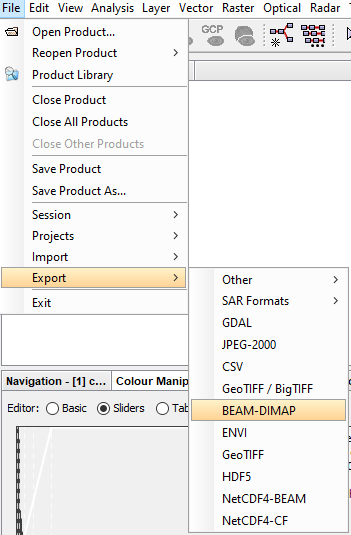 File Edit View Analysis Layer Vector Raster Optical Radar
GCP
Open Product...
Reopen Product
Product Library
Close Product
Close All Products
Close Other Products
Save Product
Save Product As...
Session
Projects
Import
Export
Exit
Other
SAR Formats
GDAL
JPEG-2000
CSV
GeoTIFF / BigTIFF
BEAM-DIMAP
ENVI
GeoTIFF
HDF5
NetCDF4-BEAM
NetCDF4-CF
Navigation - [1] c... Colour Manip
Editor: Basic Sliders Tab